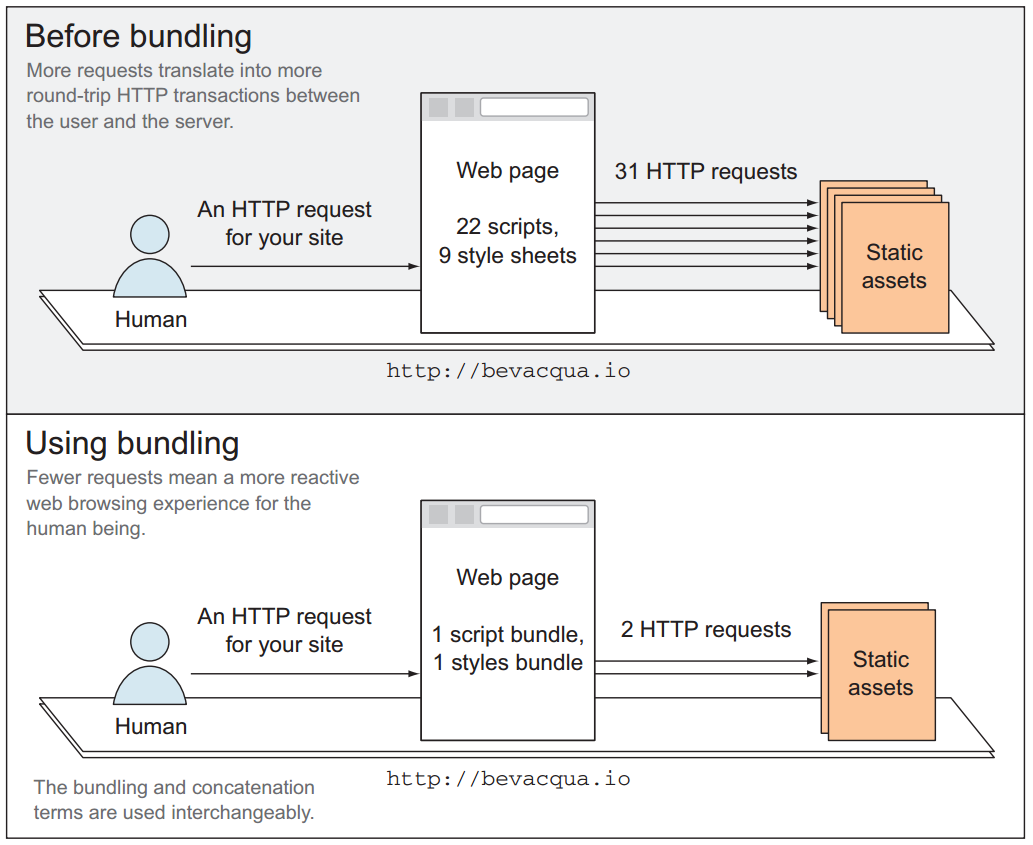 Before bundling
More requests translate into more
round-trip HTTP transactions between
the user and the server.
An HTTP request
for your site
Human
Web page
22 scripts,
9 style sheets
31 HTTP requests
Static
assets
http://bevacqua.io
Using bundling
Fewer requests mean a more reactive
web browsing experience for the
human being.
An HTTP request
for your site
Human
Web page
1 script bundle,
1 styles bundle
2 HTTP requests
Static
assets
http://bevacqua.io
The bundling and concatenation
terms are used interchangeably.